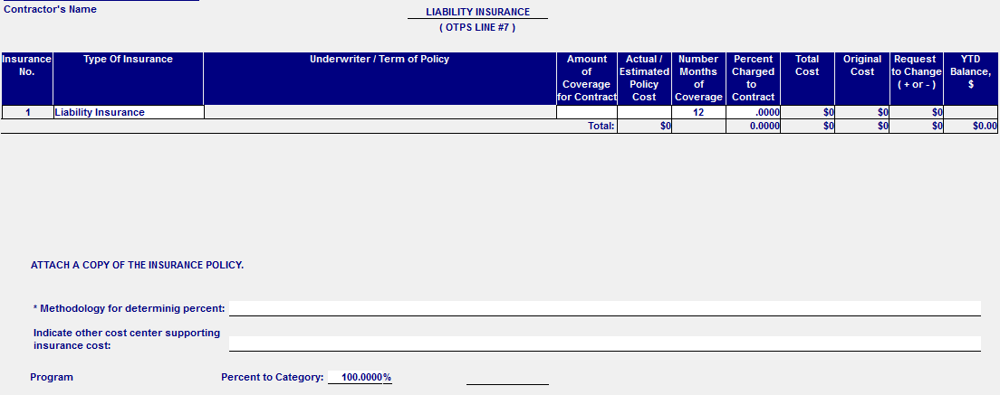 Contractor's Name
LIABILITY INSURANCE
( OTPS LINE #7 )
Insurance No. Type Of Insurance Underwriter / Term of Policy Amount of Coverage for Contract Actual / Estimated Policy Cost Number Months of Coverage Percent Charged to Contract Total Cost Original Cost Request to Change ( + or - ) YTD Balance, $
1 Liability Insurance 12 .0000 $0 $0 $0
Total: $0 0.0000 $0 $0 $0 $0.00
ATTACH A COPY OF THE INSURANCE POLICY.
* Methodology for determinig percent:
Indicate other cost center supporting
insurance cost:
Program Percent to Category: 100.0000%